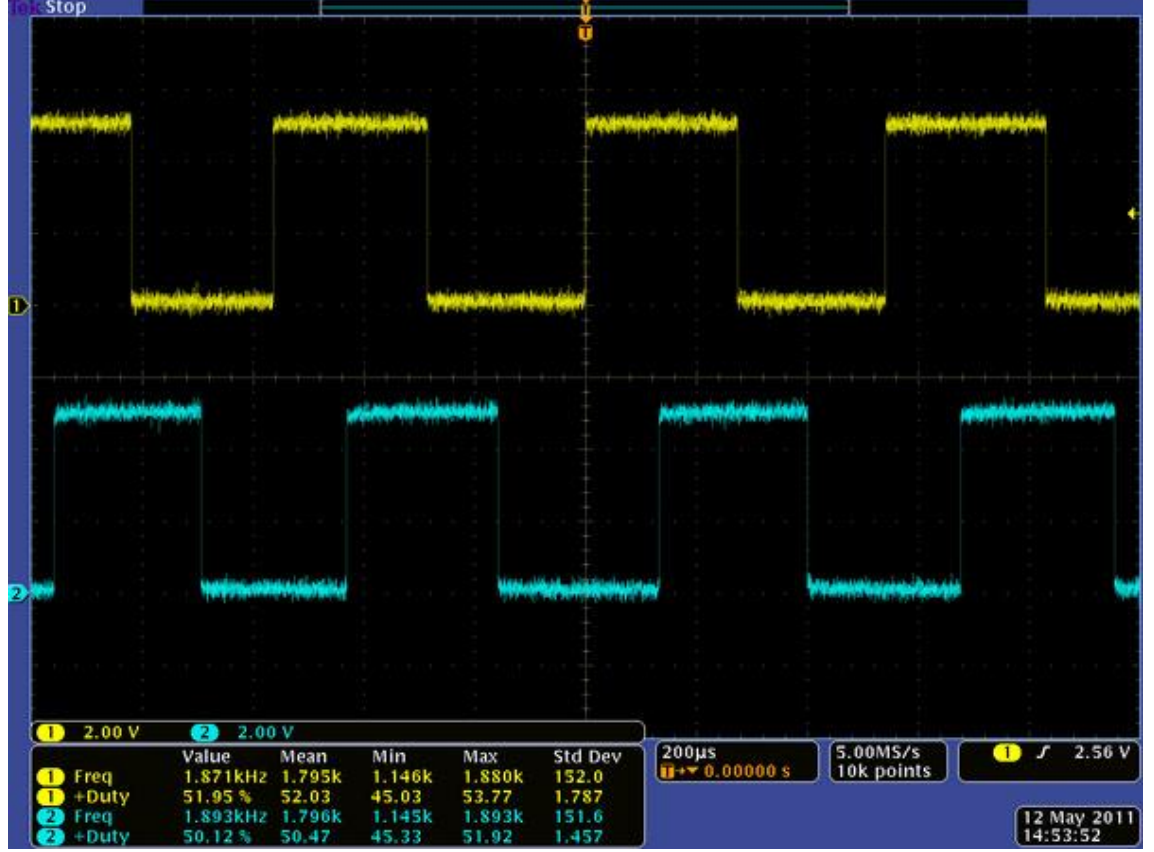 Tek Stop
T
1
2
1 2.00 V 2 2.00 V
Value Mean Min Max Std Dev
1 Freq 1.871kHz 1.795k 1.146k 1.880k 152.0
1 +Duty 51.95 % 52.03 45.03 53.77 1.787
2 Freq 1.893kHz 1.796k 1.145k 1.893k 151.6
2 +Duty 50.12 % 50.47 45.33 51.92 1.457
200µs
T→▼ 0.00000 s
5.00MS/s
10k points
1 ∫ 2.56 V
12 May 2011
14:53:52